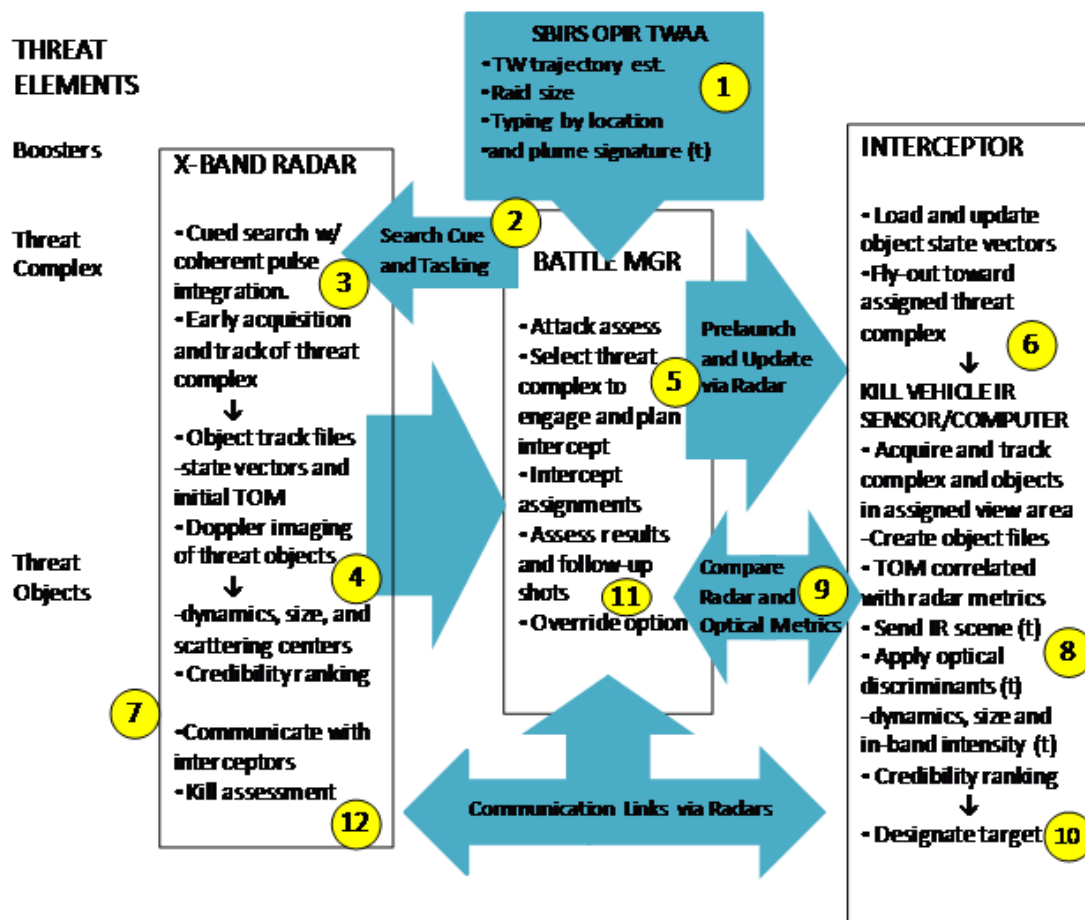 THREAT
ELEMENTS
Boosters
Threat
Complex
Threat
Objects
SBIRS OPIR TWAA
• TW trajectory est.
• Raid size
• Typing by location
•and plume signature (t)
1
X-BAND RADAR
• Cued search w/
coherent pulse
integration.
3
• Early acquisition
and track of threat
complex
↓
• Object track files
-state vectors and
initial TOM
• Doppler imaging
of threat objects
4
↓
-dynamics, size, and
scattering centers
• Credibility ranking
7
•Communicate with
interceptors
• Kill assessment
12
2
Search Cue
and Tasking
BATTLE MGR
• Attack assess
• Select threat
complex to
engage and plan
intercept
5
• Intercept
assignments
• Assess results
and follow-up
shots
11
• Override option
Prelaunch
and Update
via Radar
Compare
Radar and
Optical Metrics
9
Communication Links via Radars
INTERCEPTOR
• Load and update
object state vectors
•Fly-out toward
assigned threat
complex
6
↓
KILL VEHICLE IR
SENSOR/COMPUTER
• Acquire and track
complex and objects
in assigned view area
-Create object files
• TOM correlated
with radar metrics
• Send IR scene (t)
8
• Apply optical
discriminants (t)
-dynamics, size and
in-band intensity (t)
• Credibility ranking
↓
• Designate target
10